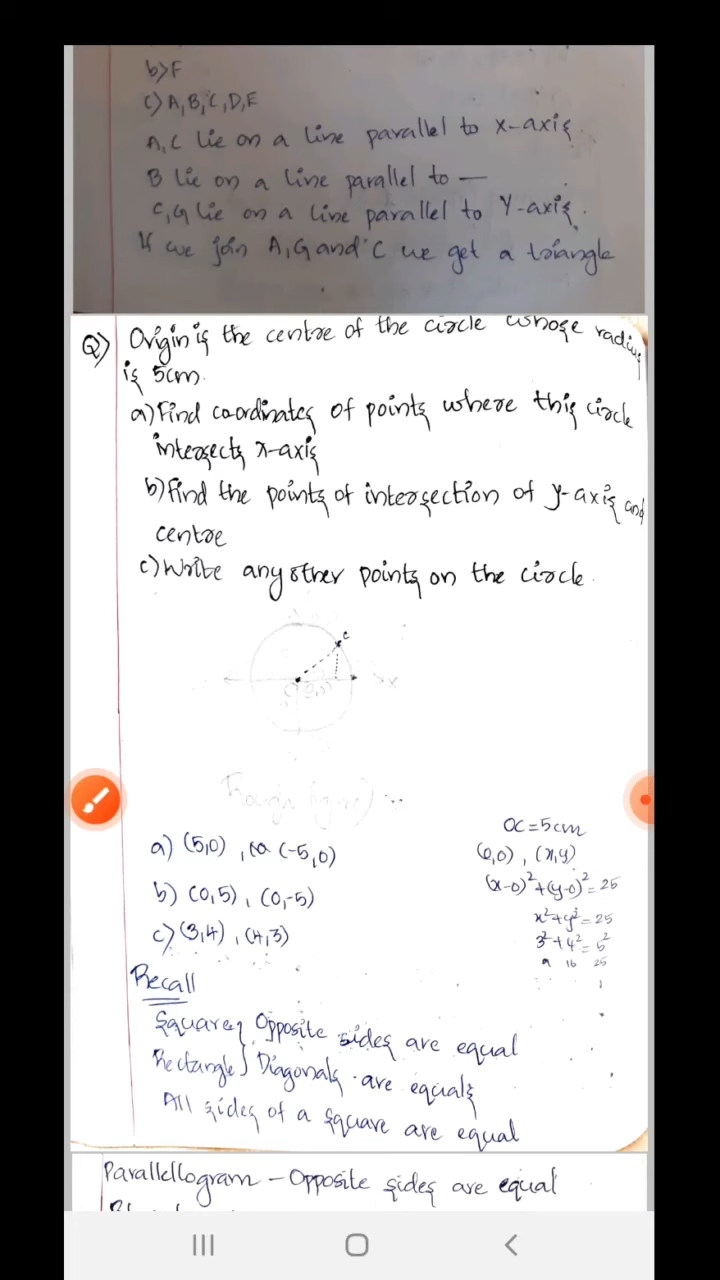 b) F
c) A, B, C, D, E
A, C lie on a line parallel to x-axis.
B lie on a line parallel to —
C, G lie on a line parallel to Y-axis.
If we join A, G and C we get a triangle
Q) Origin is the centre of the circle whose radius
is 5cm.
a) Find co-ordinates of points where this circle
intersects x-axis
b) Find the points of intersection of y-axis and
centre
c) Write any other points on the circle.
C
X
Rough figure)
OC = 5cm
a) (5,0) , (-5,0)
(0,0) , (x,y)
(x-0)² + (y-0)² = 25
b) (0,5) , (0,-5)
x² + y² = 25
c) (3,4) , (4,3)
3² + 4² = 5²
9 16 25
Recall
Square } Opposite sides are equal
Rectangle } Diagonals are equals
All sides of a square are equal
Parallellogram - Opposite sides are equal